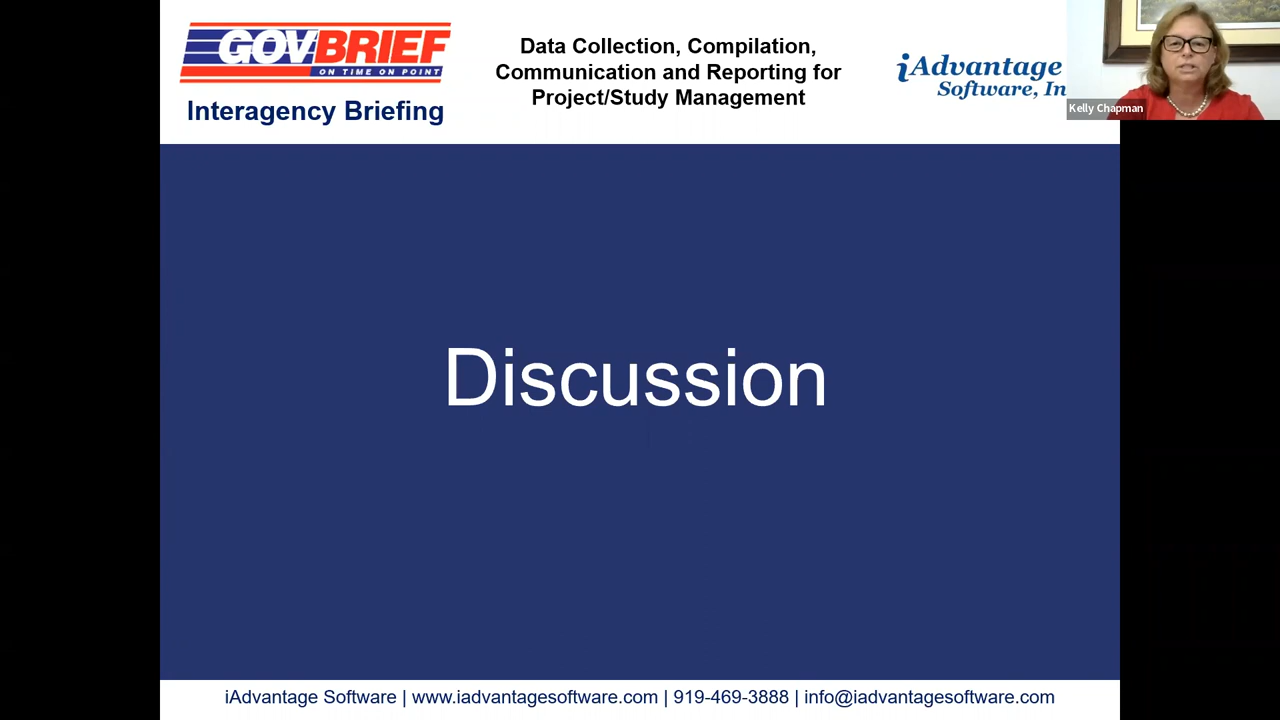 GOVBRIEF
ON TIME ON POINT
Interagency Briefing
Data Collection, Compilation,
Communication and Reporting for
Project/Study Management
iAdvantage
Software, In
Kelly Chapman
Discussion
iAdvantage Software | www.iadvantagesoftware.com | 919-469-3888 | info@iadvantagesoftware.com